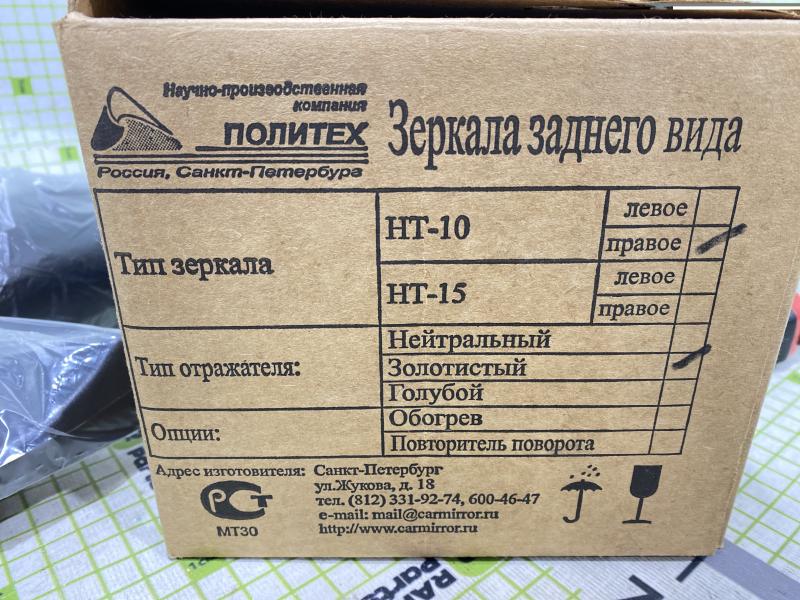 Научно-производственная
компания
ПОЛИТЕХ
Россия, Санкт-Петербург
Зеркала заднего вида
Тип зеркала
НТ-10
левое
правое
НТ-15
левое
правое
Тип отражателя:
Нейтральный
Золотистый
Голубой
Опции:
Обогрев
Повторитель поворота
Адрес изготовителя: Санкт-Петербург
ул.Жукова, д. 18
тел. (812) 331-92-74, 600-46-47
e-mail: mail@carmirror.ru
http://www.carmirror.ru
РСТ
МТ30